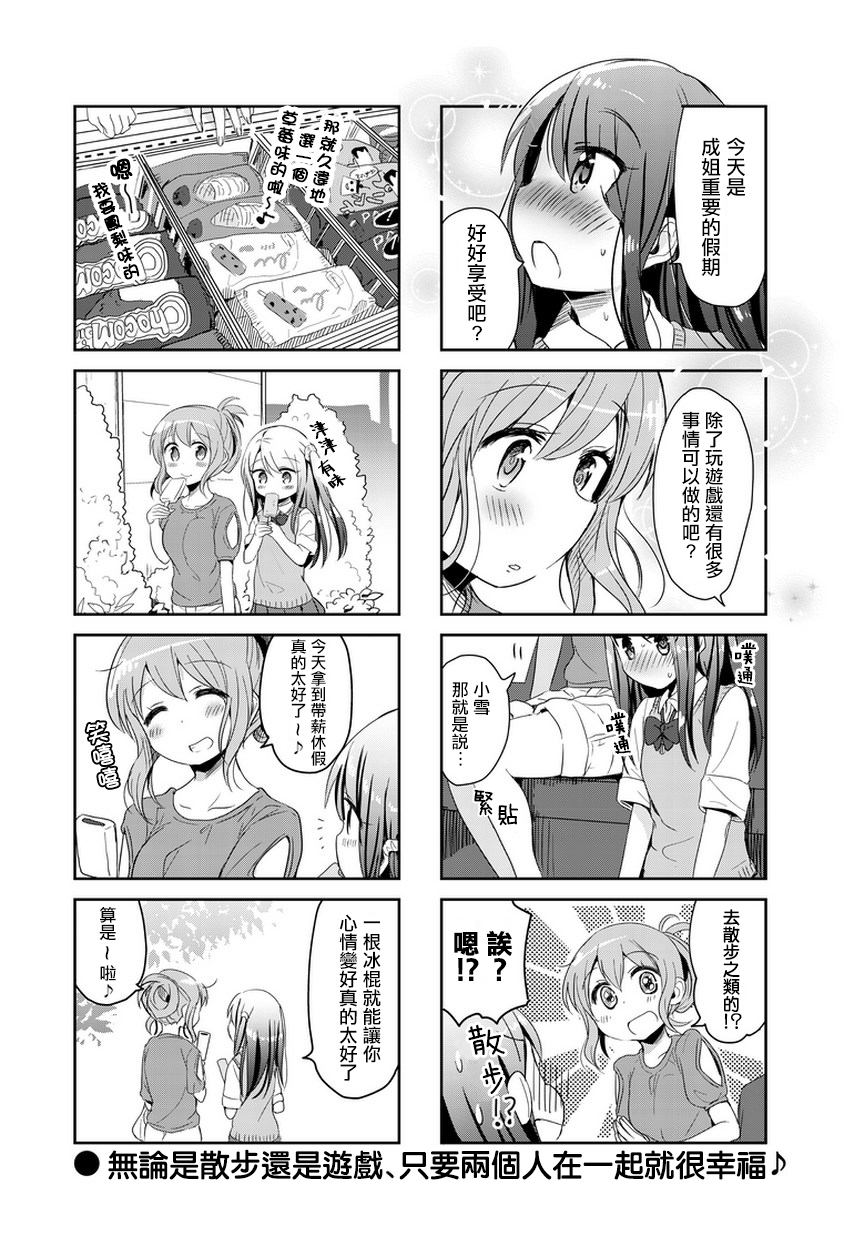 今天是
成姐重要的假期
好好享受吧？
除了玩遊戲還有很多
事情可以做的吧？
噗通
噗通
小雪
那就是説…
緊貼
去散步之類的!?
誒？
嗯!?
散步!?
那就久違地
選一個
草莓味的啦～♪
嗯～
我要鳳梨味的
CHOCOM
CHOCOM
津津有味
今天拿到帶薪休假
真的太好了～♪
笑嘻嘻
一根冰棍就能讓你
心情變好真的太好了
算是～啦♪
● 無論是散步還是遊戲、只要兩個人在一起就很幸福♪